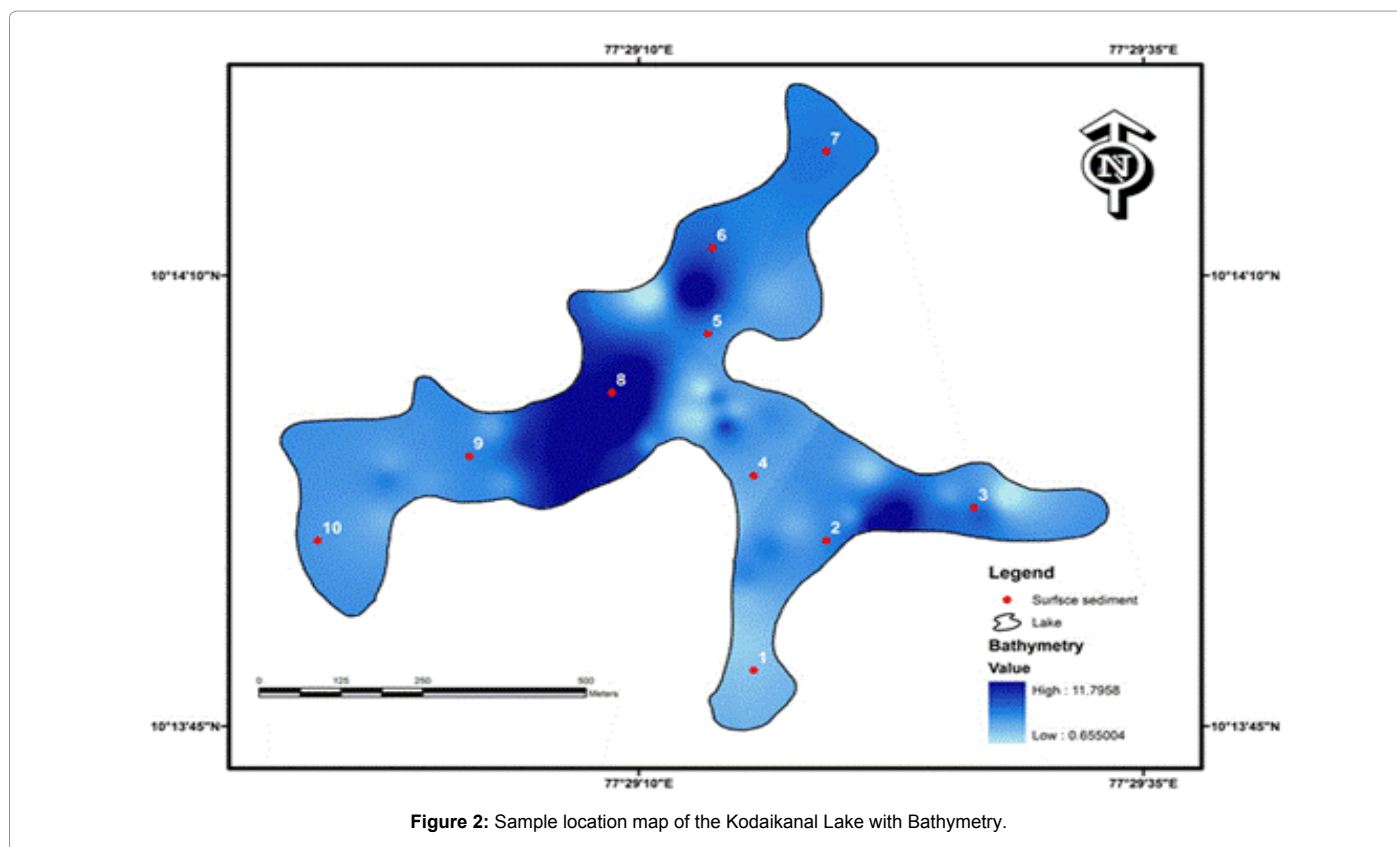 77°29'10"E 77°29'35"E
N
7
6
10°14'10"N 10°14'10"N
5
8
9
4
3
10
2
Legend
Surfsce sediment
Lake
Bathymetry
Value
1
0 125 250 500
Meters
High : 11.7958
Low : 0.655004
10°13'45"N 10°13'45"N
77°29'10"E 77°29'35"E
Figure 2: Sample location map of the Kodaikanal Lake with Bathymetry.